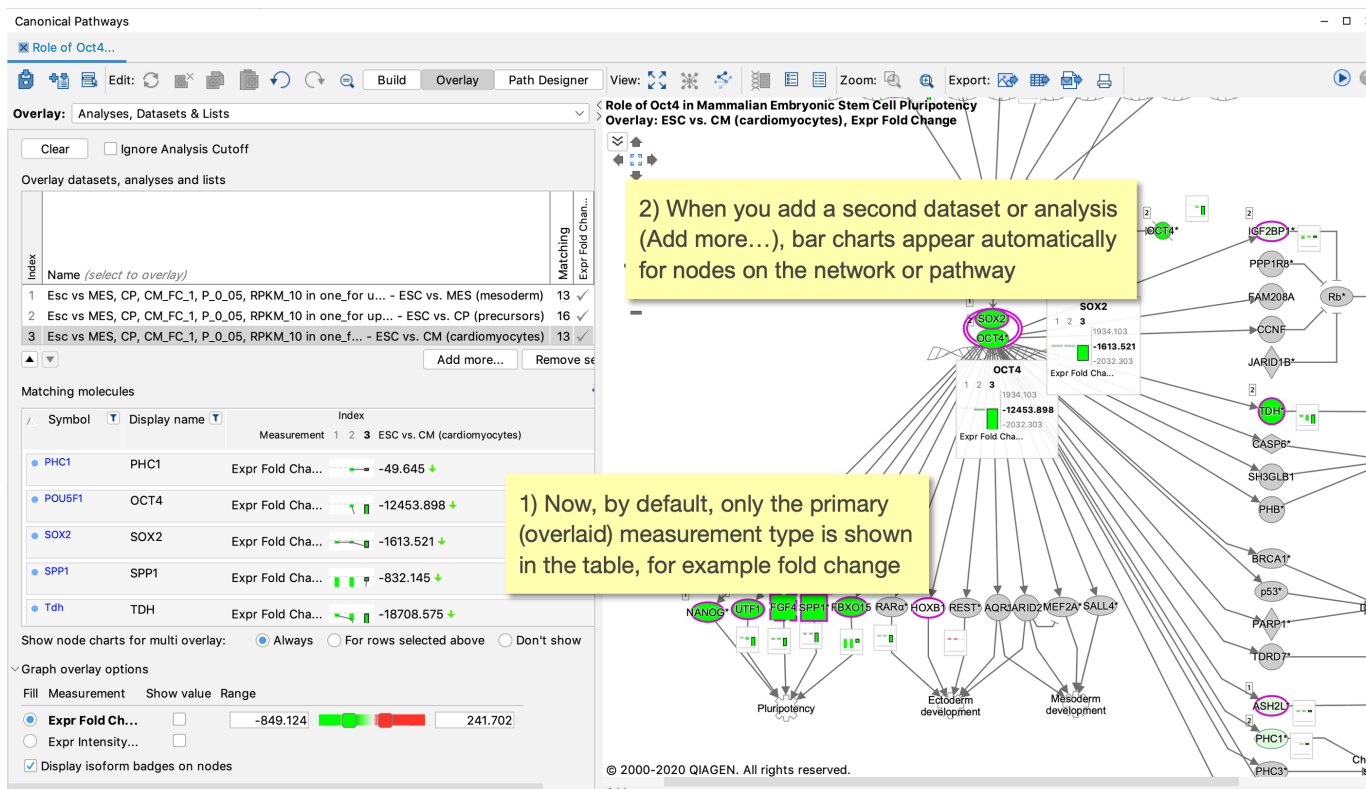 Canonical Pathways
Role of Oct4...
Edit:
Build
Overlay
Path Designer
View:
Zoom:
Export:
Overlay: Analyses, Datasets & Lists
Clear
Ignore Analysis Cutoff
Overlay datasets, analyses and lists
Index
Name (select to overlay)
Matching
Expr Fold Chan...
1 Esc vs MES, CP, CM_FC_1, P_0_05, RPKM_10 in one_for u... - ESC vs. MES (mesoderm) 13
2 Esc vs MES, CP, CM_FC_1, P_0_05, RPKM_10 in one_for up... - ESC vs. CP (precursors) 16
3 Esc vs MES, CP, CM_FC_1, P_0_05, RPKM_10 in one_f... - ESC vs. CM (cardiomyocytes) 13
Add more...
Remove se
Matching molecules
Symbol
Display name
Index
Measurement 1 2 3 ESC vs. CM (cardiomyocytes)
PHC1 PHC1 Expr Fold Cha... -49.645
POU5F1 OCT4 Expr Fold Cha... -12453.898
SOX2 SOX2 Expr Fold Cha... -1613.521
SPP1 SPP1 Expr Fold Cha... -832.145
Tdh TDH Expr Fold Cha... -18708.575
Show node charts for multi overlay: Always For rows selected above Don't show
Graph overlay options
Fill Measurement Show value Range
Expr Fold Ch... -849.124 241.702
Expr Intensity...
Display isoform badges on nodes
Role of Oct4 in Mammalian Embryonic Stem Cell Pluripotency
Overlay: ESC vs. CM (cardiomyocytes), Expr Fold Change
2) When you add a second dataset or analysis
(Add more...), bar charts appear automatically
for nodes on the network or pathway
1) Now, by default, only the primary
(overlaid) measurement type is shown
in the table, for example fold change
2
OCT4*
2
IGF2BP1*
PPP1R8*
FAM208A
Rb*
CCNF
JARID1B*
SOX2
OCT4*
SOX2
1 2 3
1934.103
-1613.521
-2032.303
Expr Fold Cha...
OCT4
1 2 3
1934.103
-12453.898
-2032.303
Expr Fold Cha...
2
TDH*
CASP6*
SH3GLB1
PHB*
BRCA1*
p53*
PARP1*
TDRD7*
1
ASH2L*
2
PHC1*
PHC3*
Ch
NANOG*
UTF1
FGF4
SPP1*
FBXO15
RARα*
HOXB1
REST*
AQR
JARID2
MEF2A*
SALL4*
Pluripotency
Ectoderm
development
Mesoderm
development
© 2000-2020 QIAGEN. All rights reserved.